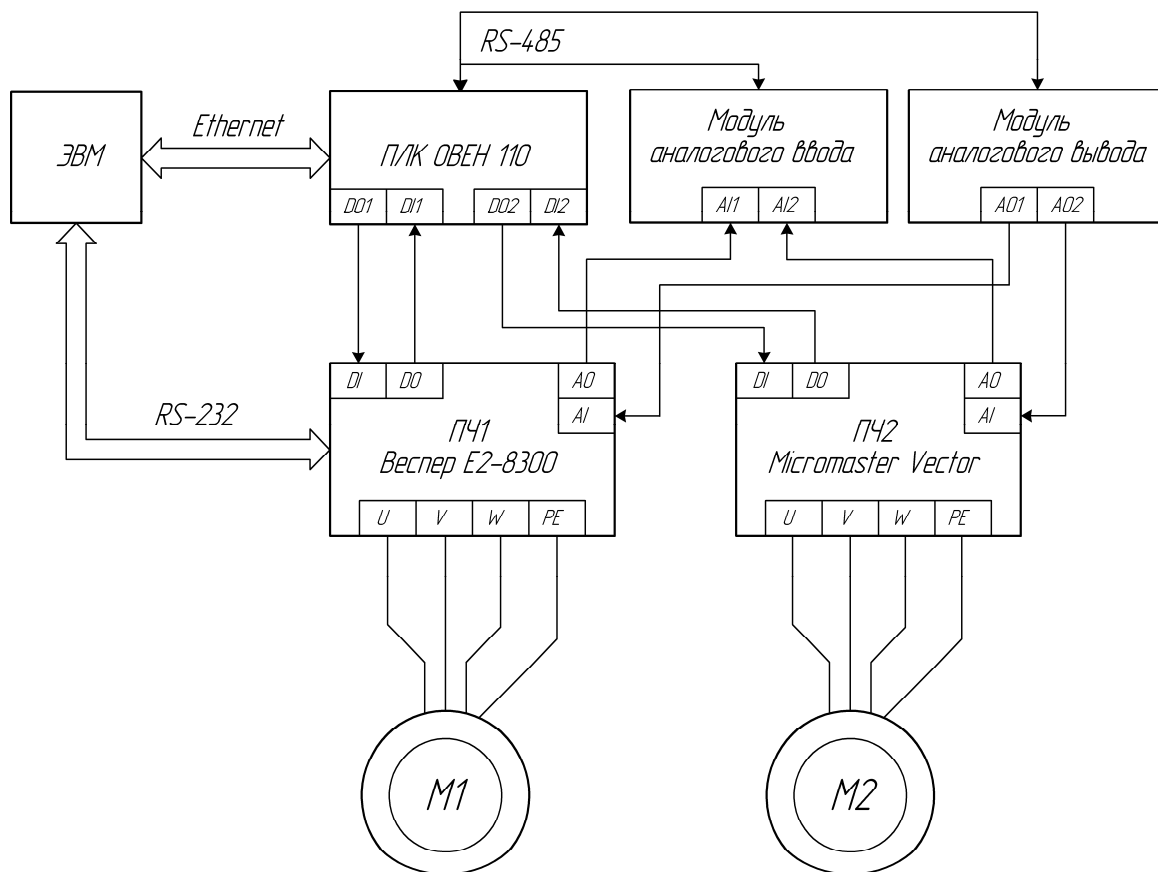 RS-485
ЭВМ
Ethernet
ПЛК ОВЕН 110
DO1 DI1 DO2 DI2
Модуль
аналогового ввода
AI1 AI2
Модуль
аналогового вывода
AO1 AO2
RS-232
DI DO AO
AI
ПЧ1
Веспер E2-8300
U V W PE
DI DO AO
AI
ПЧ2
Micromaster Vector
U V W PE
М1
М2